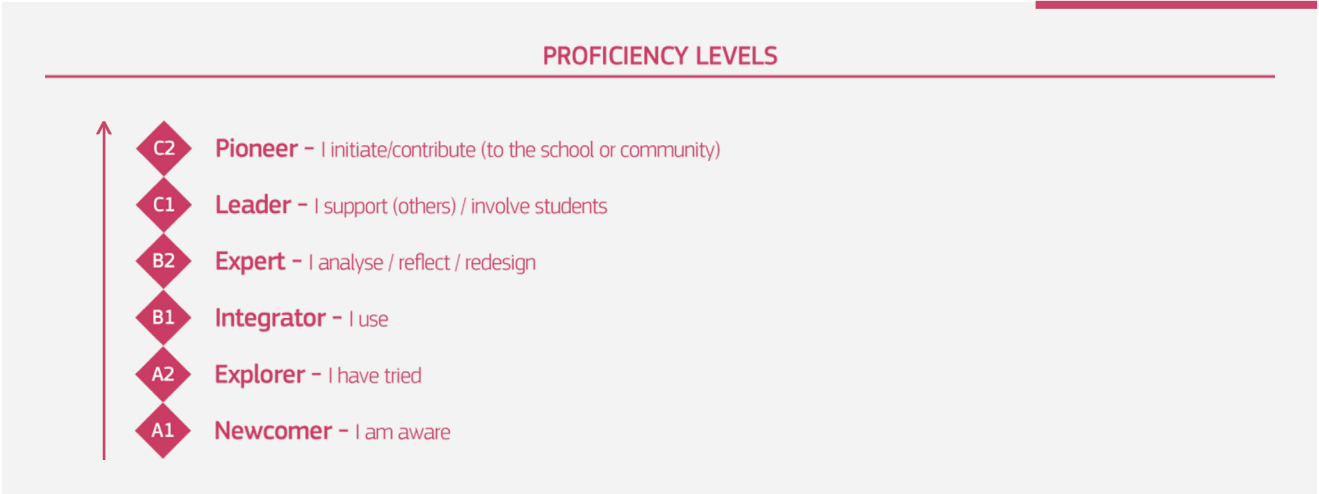 PROFICIENCY LEVELS
C2 Pioneer – I initiate/contribute (to the school or community)
C1 Leader – I support (others) / involve students
B2 Expert – I analyse / reflect / redesign
B1 Integrator – I use
A2 Explorer – I have tried
A1 Newcomer – I am aware